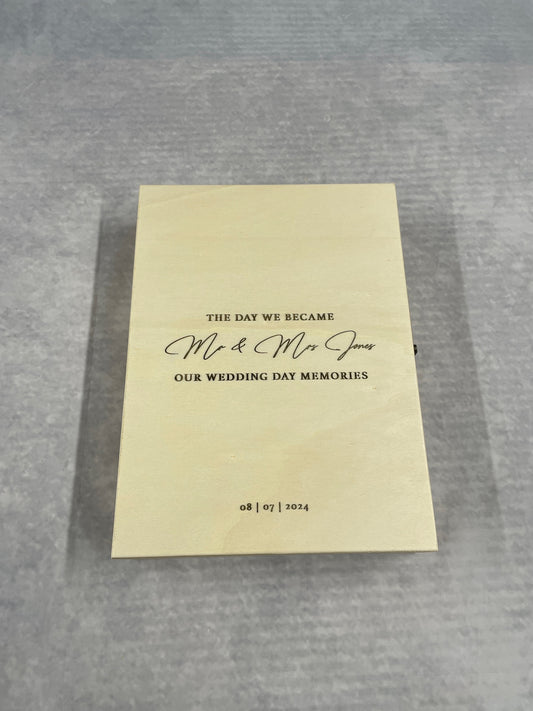 THE DAY WE BECAME
Mr & Mrs Jones
OUR WEDDING DAY MEMORIES
08 | 07 | 2024